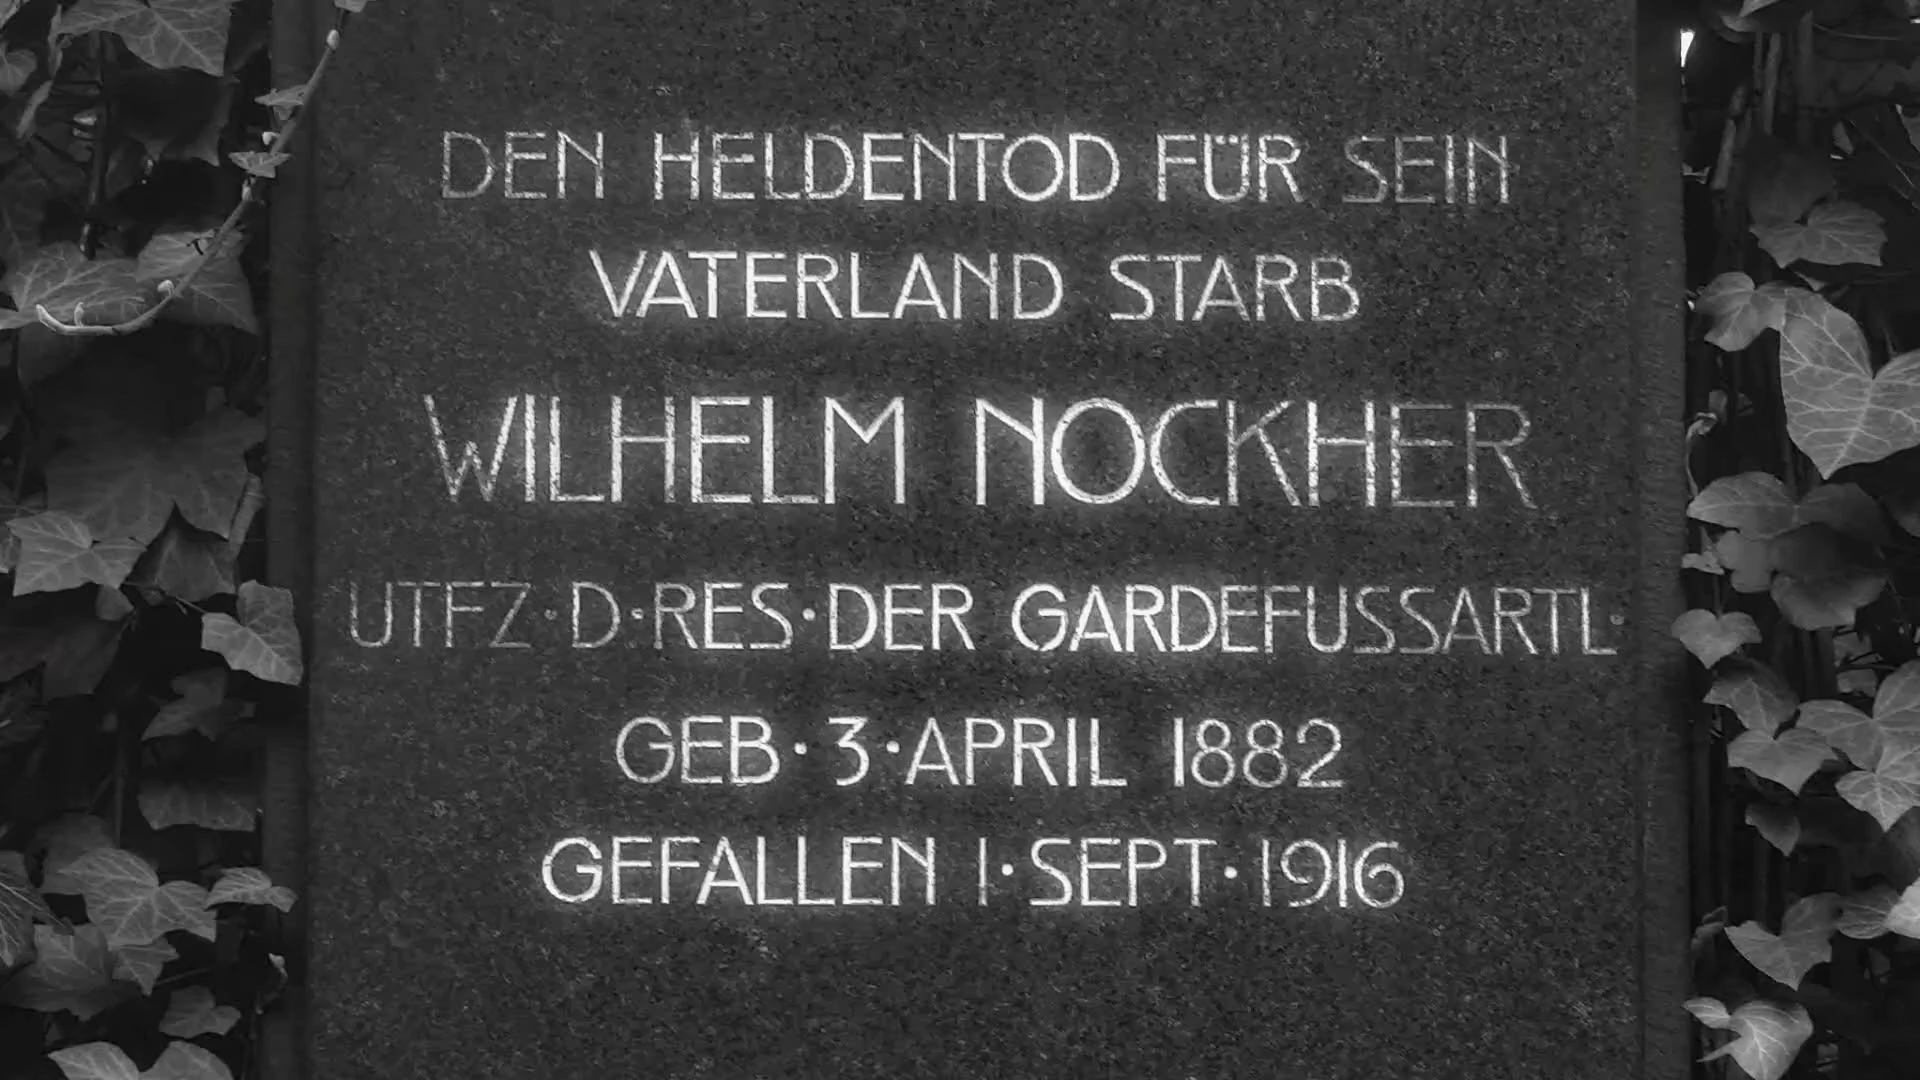 DEN HELDENTOD FÜR SEIN
VATERLAND STARB
WILHELM NOCKHER
UTFZ·D·RES·DER GARDEFUSSARTL·
GEB·3·APRIL 1882
GEFALLEN 1·SEPT·1916